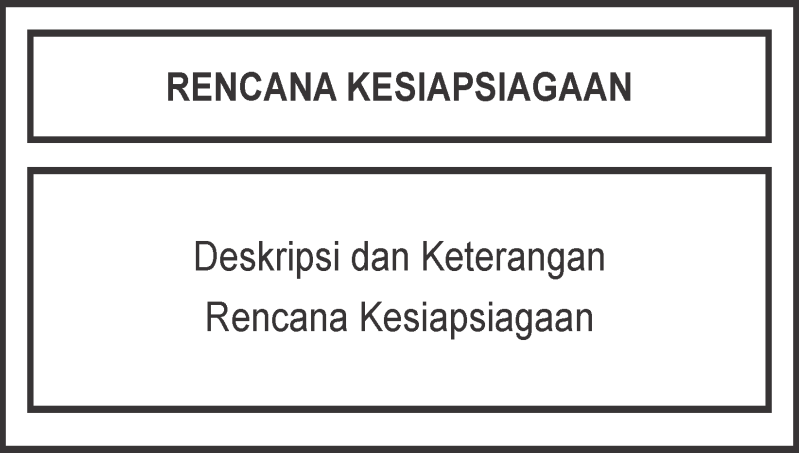 RENCANA KESIAPSIAGAAN
Deskripsi dan Keterangan
Rencana Kesiapsiagaan